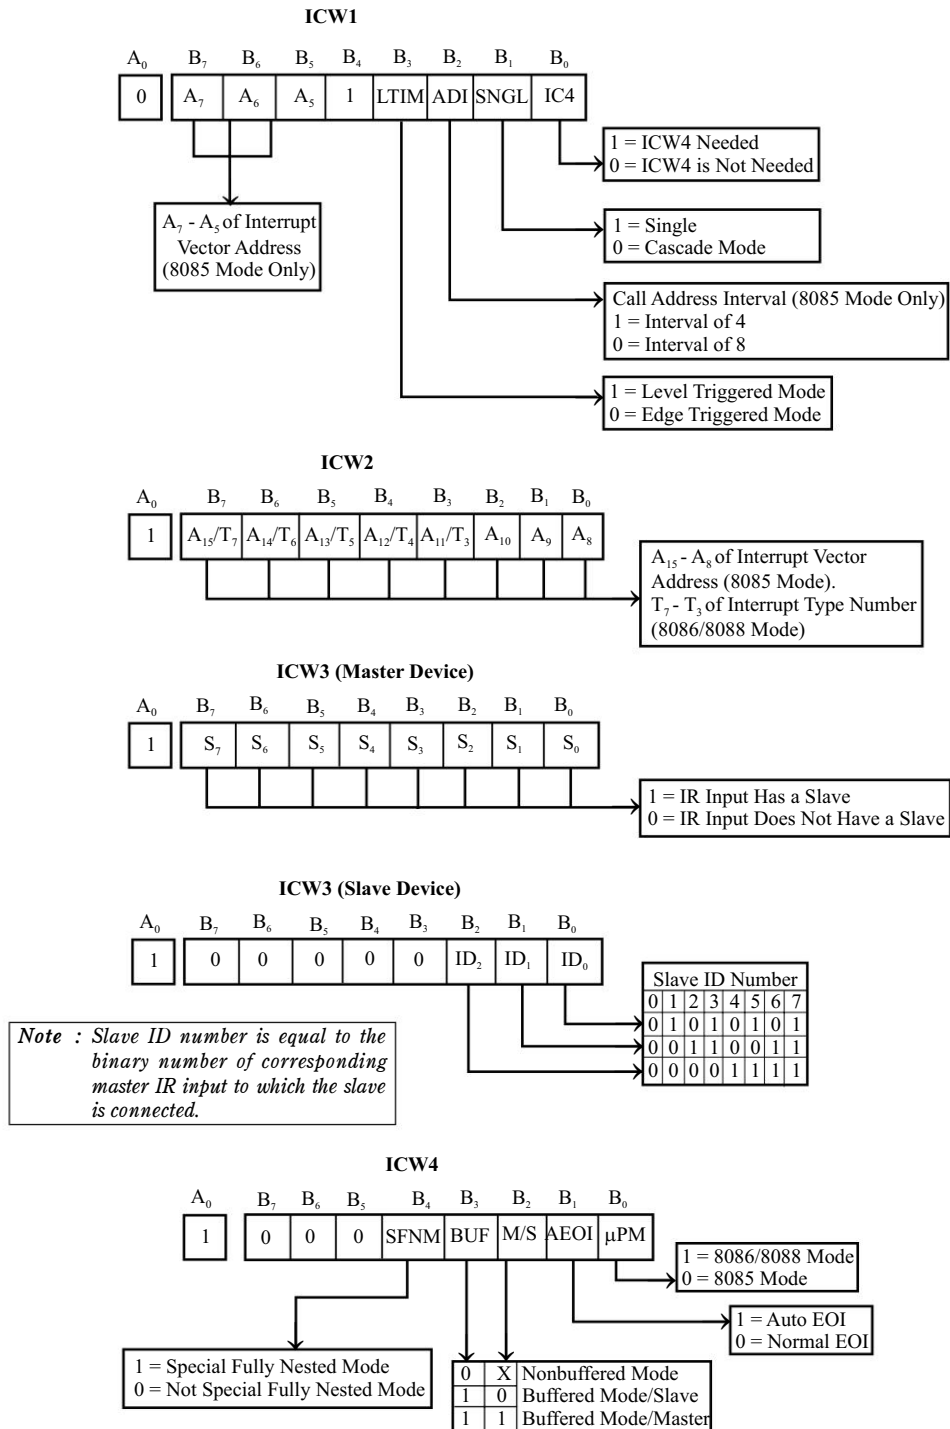 ICW1
A₀ B₇ B₆ B₅ B₄ B₃ B₂ B₁ B₀
0 A₇ A₆ A₅ 1 LTIM ADI SNGL IC4
1 = ICW4 Needed
0 = ICW4 is Not Needed
A₇ - A₅ of Interrupt
Vector Address
(8085 Mode Only)
1 = Single
0 = Cascade Mode
Call Address Interval (8085 Mode Only)
1 = Interval of 4
0 = Interval of 8
1 = Level Triggered Mode
0 = Edge Triggered Mode
ICW2
A₀ B₇ B₆ B₅ B₄ B₃ B₂ B₁ B₀
1 A₁₅/T₇ A₁₄/T₆ A₁₃/T₅ A₁₂/T₄ A₁₁/T₃ A₁₀ A₉ A₈
A₁₅ - A₈ of Interrupt Vector
Address (8085 Mode).
T₇ - T₃ of Interrupt Type Number
(8086/8088 Mode)
ICW3 (Master Device)
A₀ B₇ B₆ B₅ B₄ B₃ B₂ B₁ B₀
1 S₇ S₆ S₅ S₄ S₃ S₂ S₁ S₀
1 = IR Input Has a Slave
0 = IR Input Does Not Have a Slave
ICW3 (Slave Device)
A₀ B₇ B₆ B₅ B₄ B₃ B₂ B₁ B₀
1 0 0 0 0 0 ID₂ ID₁ ID₀
Slave ID Number
0 1 2 3 4 5 6 7
0 1 0 1 0 1 0 1
0 0 1 1 0 0 1 1
0 0 0 0 1 1 1 1
Note : Slave ID number is equal to the
binary number of corresponding
master IR input to which the slave
is connected.
ICW4
A₀ B₇ B₆ B₅ B₄ B₃ B₂ B₁ B₀
1 0 0 0 SFNM BUF M/S AEOI µPM
1 = 8086/8088 Mode
0 = 8085 Mode
1 = Auto EOI
0 = Normal EOI
1 = Special Fully Nested Mode
0 = Not Special Fully Nested Mode
0 X Nonbuffered Mode
1 0 Buffered Mode/Slave
1 1 Buffered Mode/Master